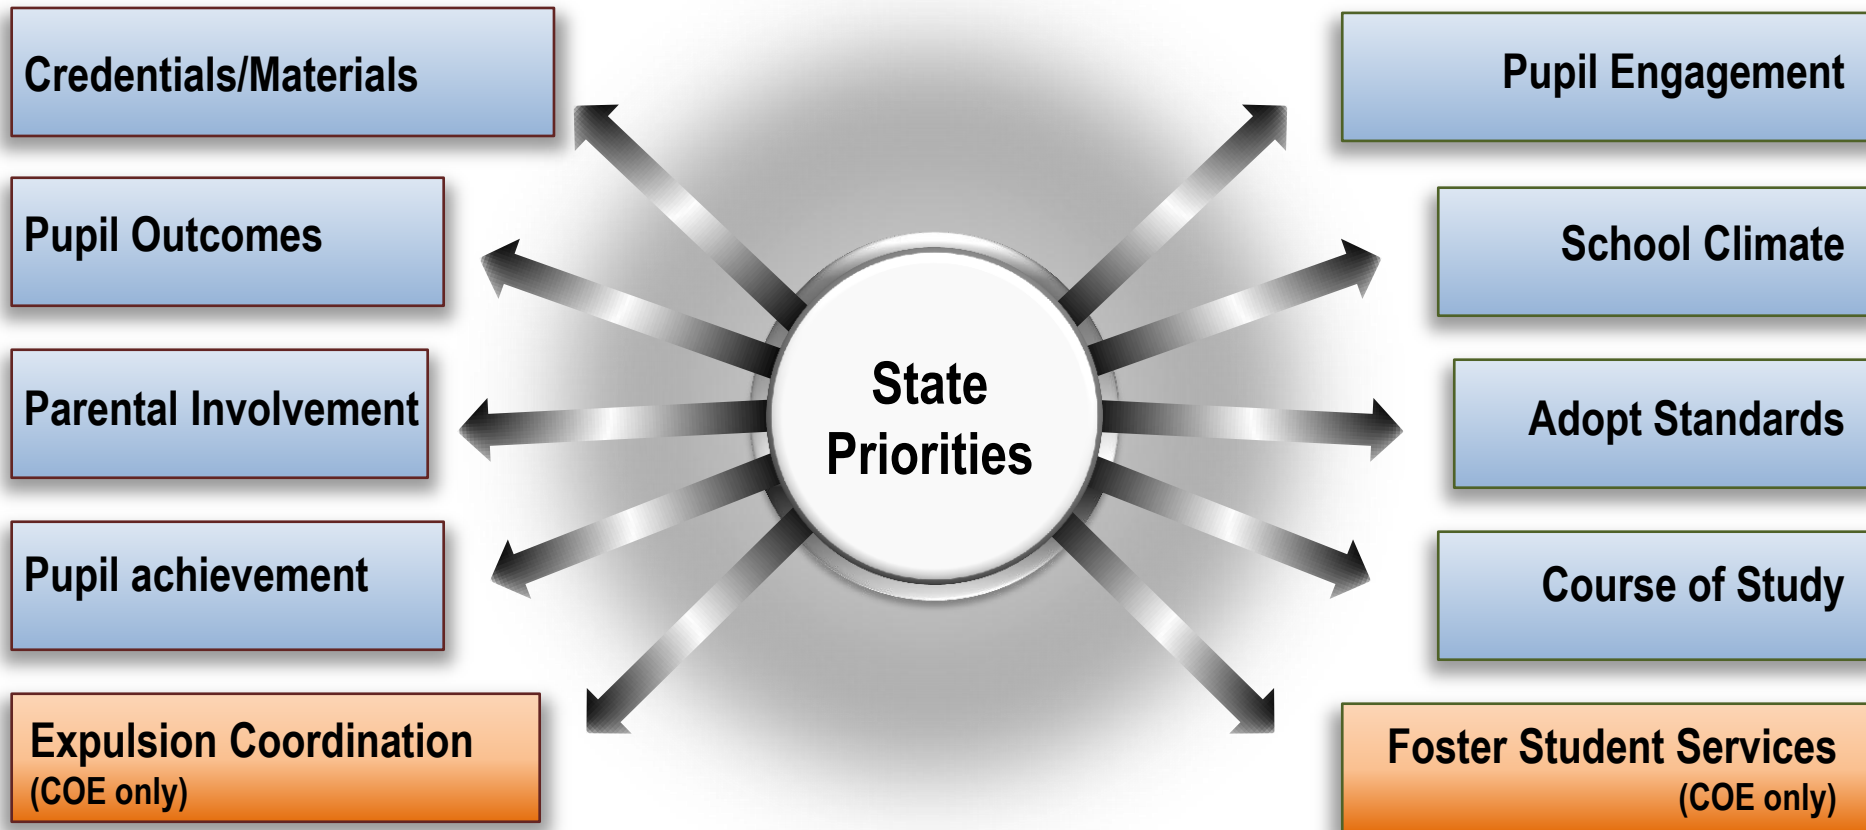 Credentials/Materials
Pupil Outcomes
Parental Involvement
Pupil achievement
Expulsion Coordination
(COE only)
State
Priorities
Pupil Engagement
School Climate
Adopt Standards
Course of Study
Foster Student Services
(COE only)